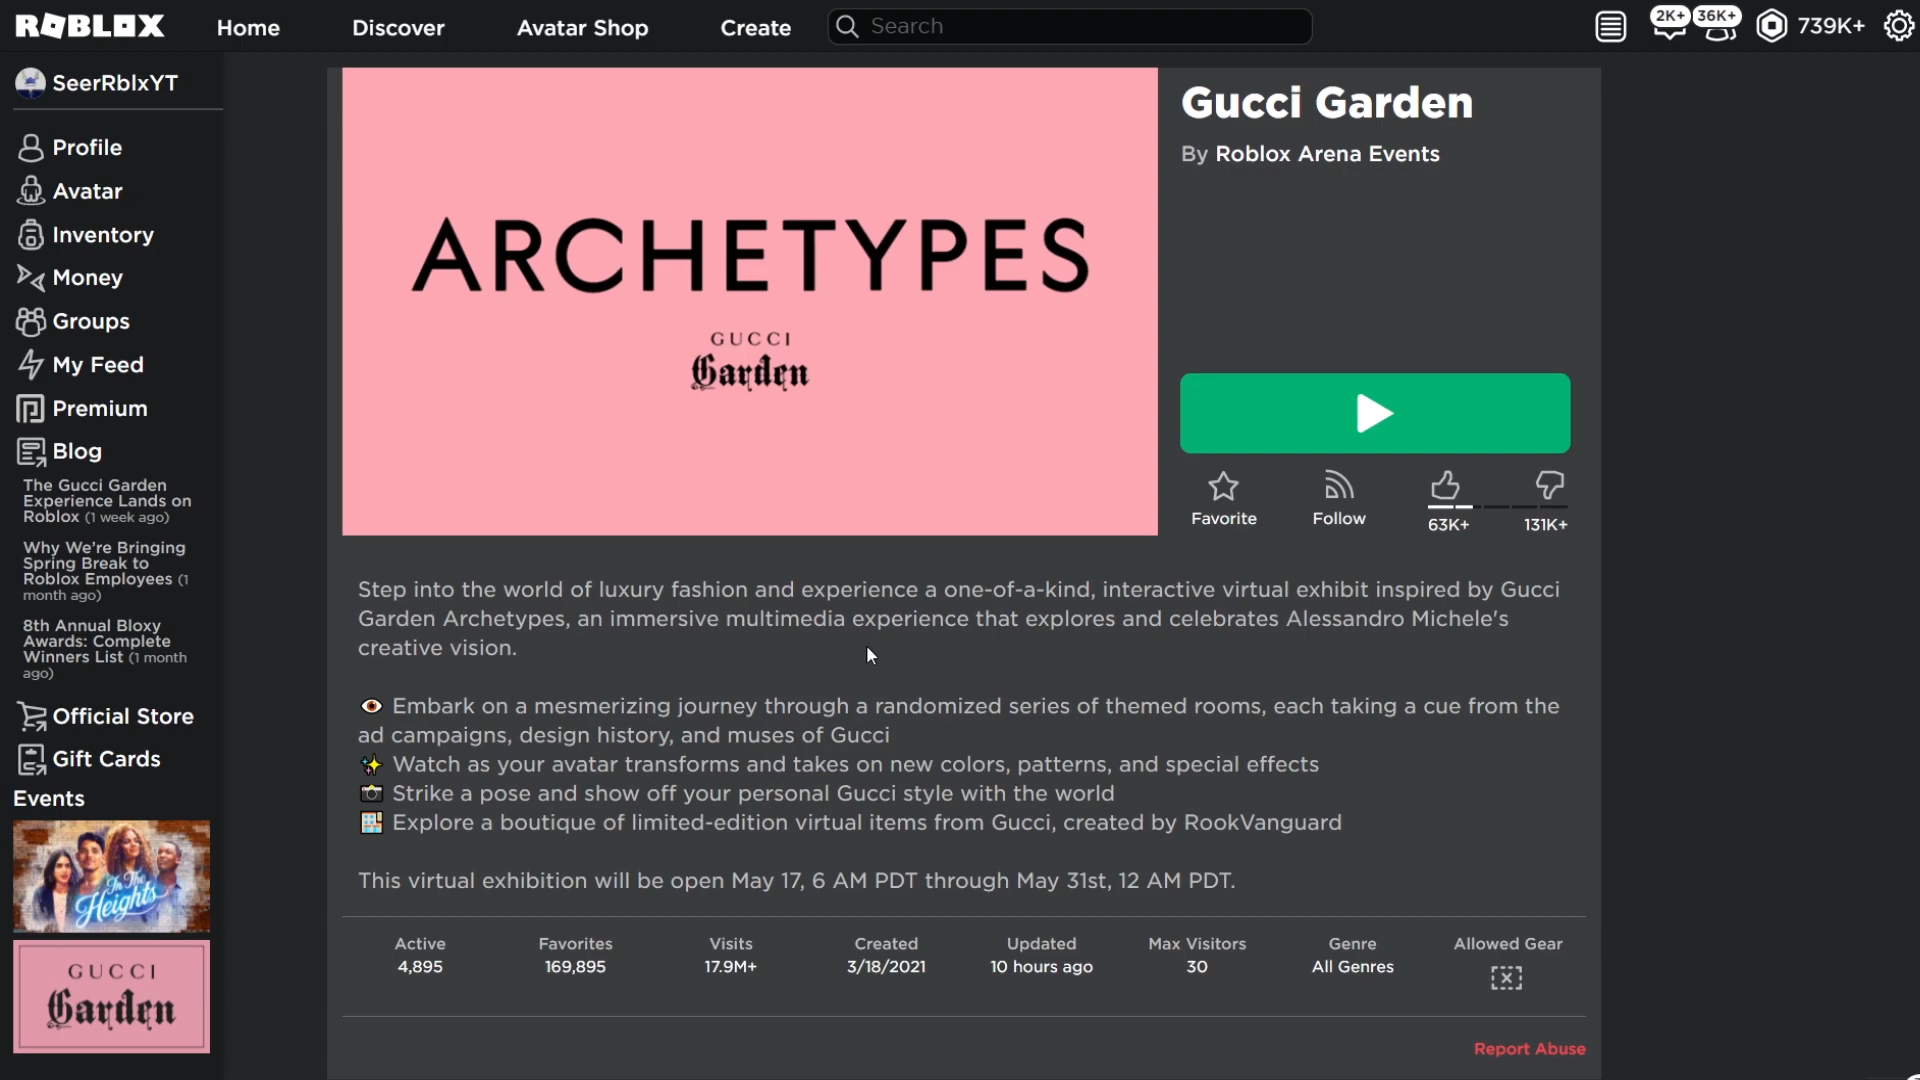 ROBLOX
Home
Discover
Avatar Shop
Create
Search
2K+
36K+
739K+
SeerRblxYT
Profile
Avatar
Inventory
Money
Groups
My Feed
Premium
Blog
The Gucci Garden
Experience Lands on
Roblox (1 week ago)
Why We're Bringing
Spring Break to
Roblox Employees (1
month ago)
8th Annual Bloxy
Awards: Complete
Winners List (1 month
ago)
Official Store
Gift Cards
Events
In The
Heights
GUCCI
Garden
ARCHETYPES
GUCCI
Garden
Gucci Garden
By Roblox Arena Events
Favorite
Follow
63K+
131K+
Step into the world of luxury fashion and experience a one-of-a-kind, interactive virtual exhibit inspired by Gucci
Garden Archetypes, an immersive multimedia experience that explores and celebrates Alessandro Michele's
creative vision.
👁️ Embark on a mesmerizing journey through a randomized series of themed rooms, each taking a cue from the
ad campaigns, design history, and muses of Gucci
✨ Watch as your avatar transforms and takes on new colors, patterns, and special effects
📷 Strike a pose and show off your personal Gucci style with the world
🏬 Explore a boutique of limited-edition virtual items from Gucci, created by RookVanguard
This virtual exhibition will be open May 17, 6 AM PDT through May 31st, 12 AM PDT.
Active
4,895
Favorites
169,895
Visits
17.9M+
Created
3/18/2021
Updated
10 hours ago
Max Visitors
30
Genre
All Genres
Allowed Gear
Report Abuse